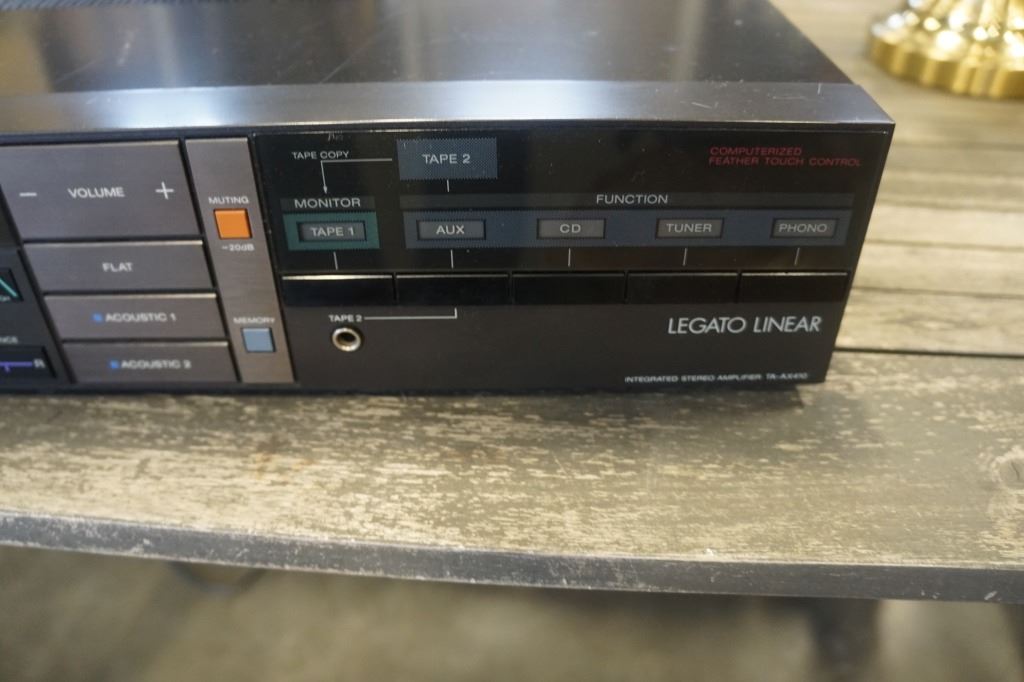 TAPE COPY
TAPE 2
COMPUTERIZED
FEATHER TOUCH CONTROL
− VOLUME +
MUTING
−20dB
MONITOR
FUNCTION
TAPE 1
AUX
CD
TUNER
PHONO
FLAT
ACOUSTIC 1
ACOUSTIC 2
MEMORY
R
TAPE 2
LEGATO LINEAR
INTEGRATED STEREO AMPLIFIER TA-AX410